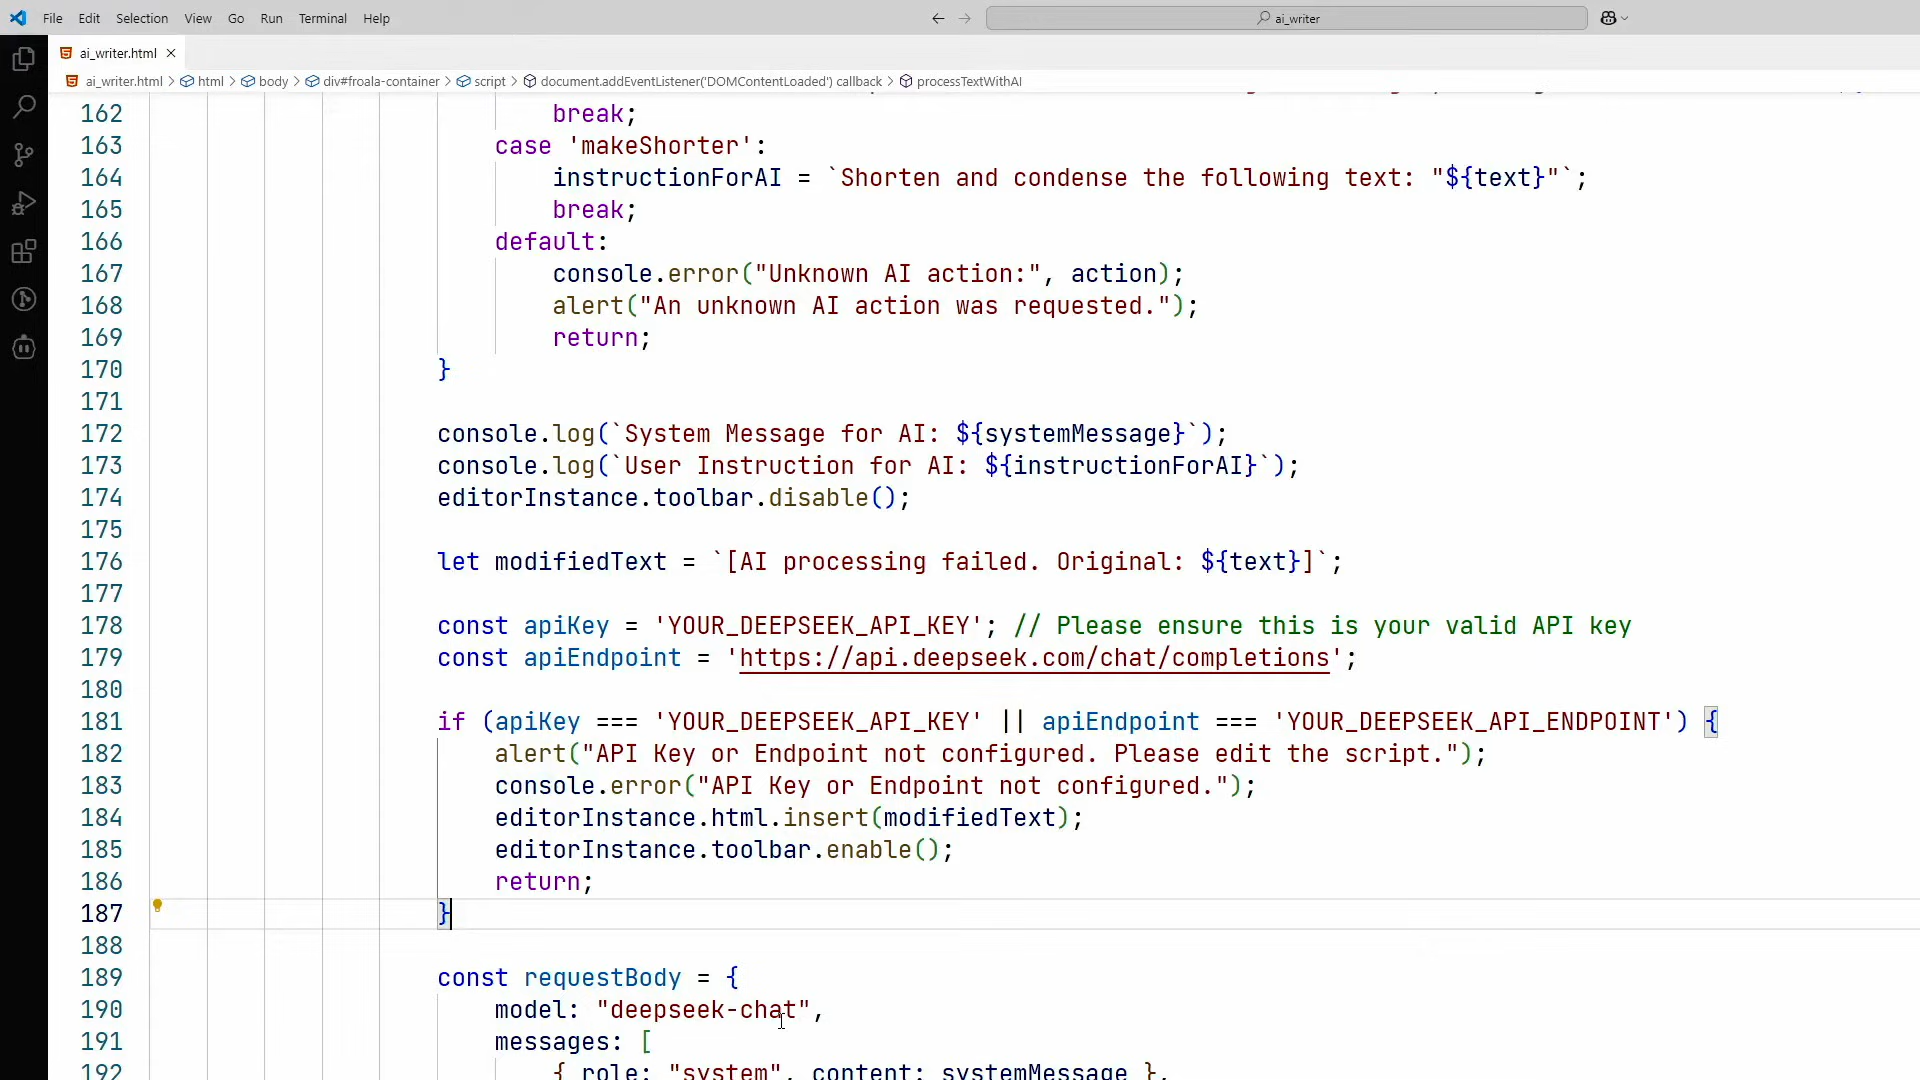 File Edit Selection View Go Run Terminal Help
ai_writer
ai_writer.html
ai_writer.html > html > body > div#froala-container > script > document.addEventListener('DOMContentLoaded') callback > processTextWithAI
162 break;
163 case 'makeShorter':
164 instructionForAI = `Shorten and condense the following text: "${text}"`;
165 break;
166 default:
167 console.error("Unknown AI action:", action);
168 alert("An unknown AI action was requested.");
169 return;
170 }
171
172 console.log(`System Message for AI: ${systemMessage}`);
173 console.log(`User Instruction for AI: ${instructionForAI}`);
174 editorInstance.toolbar.disable();
175
176 let modifiedText = `[AI processing failed. Original: ${text}]`;
177
178 const apiKey = 'YOUR_DEEPSEEK_API_KEY'; // Please ensure this is your valid API key
179 const apiEndpoint = 'https://api.deepseek.com/chat/completions';
180
181 if (apiKey === 'YOUR_DEEPSEEK_API_KEY' || apiEndpoint === 'YOUR_DEEPSEEK_API_ENDPOINT') {
182 alert("API Key or Endpoint not configured. Please edit the script.");
183 console.error("API Key or Endpoint not configured.");
184 editorInstance.html.insert(modifiedText);
185 editorInstance.toolbar.enable();
186 return;
187 }
188
189 const requestBody = {
190 model: "deepseek-chat",
191 messages: [
192 { role: "system", content: systemMessage },